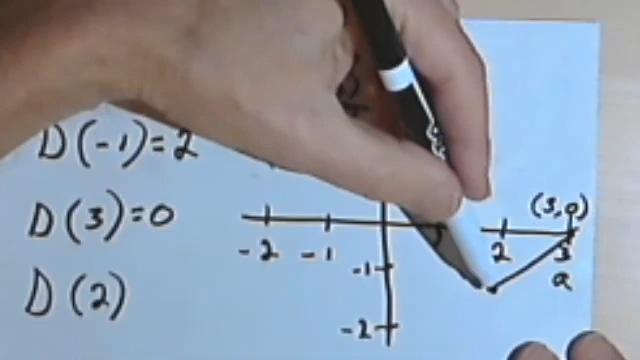 D(-1)=2
D(3)=0
D(2)
(3,0)
-2 -1 2 3
-1 a
-2